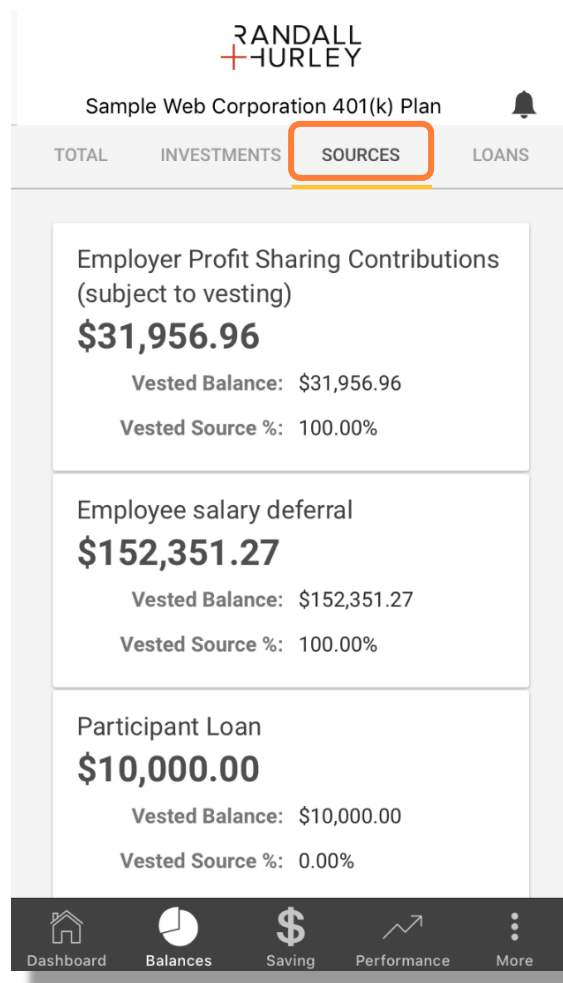 RANDALL
HURLEY
Sample Web Corporation 401(k) Plan
TOTAL INVESTMENTS SOURCES LOANS
Employer Profit Sharing Contributions
(subject to vesting)
$31,956.96
Vested Balance: $31,956.96
Vested Source %: 100.00%
Employee salary deferral
$152,351.27
Vested Balance: $152,351.27
Vested Source %: 100.00%
Participant Loan
$10,000.00
Vested Balance: $10,000.00
Vested Source %: 0.00%
Dashboard Balances Saving Performance More